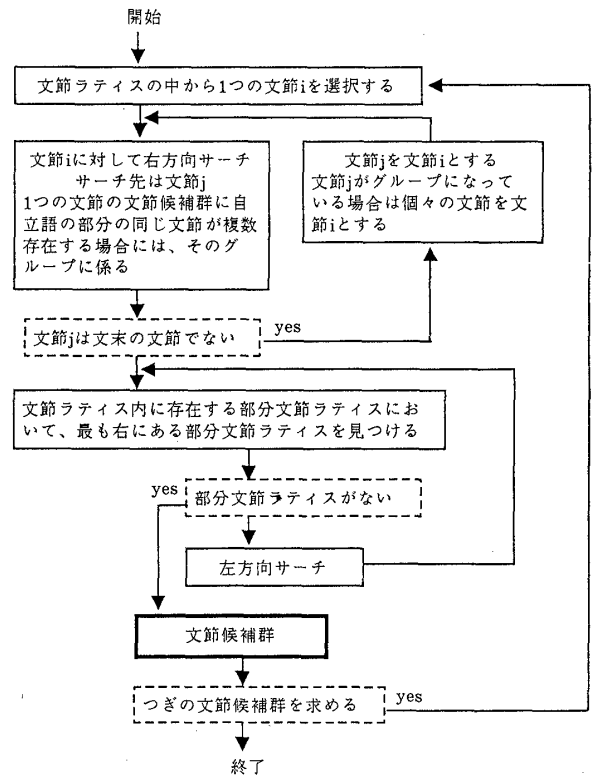 開始
文節ラティスの中から1つの文節iを選択する
文節iに対して右方向サーチ
サーチ先は文節j
1つの文節の文節候補群に自
立語の部分の同じ文節が複数
存在する場合には、そのグ
ループに係る
文節jを文節iとする
文節jがグループになって
いる場合は個々の文節を文
節iとする
文節jは文末の文節でない
yes
文節ラティス内に存在する部分文節ラティスにお
いて、最も右にある部分文節ラティスを見つける
yes
部分文節ラティスがない
左方向サーチ
文節候補群
つぎの文節候補群を求める
yes
終了